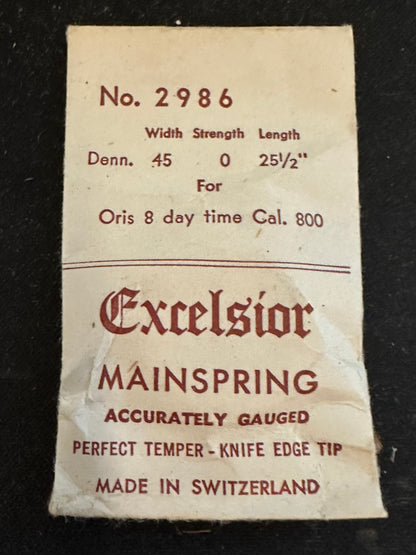 No. 2986
Width Strength Length
Denn. 45 0 25½"
For
Oris 8 day time Cal. 800
Excelsior
MAINSPRING
ACCURATELY GAUGED
PERFECT TEMPER - KNIFE EDGE TIP
MADE IN SWITZERLAND